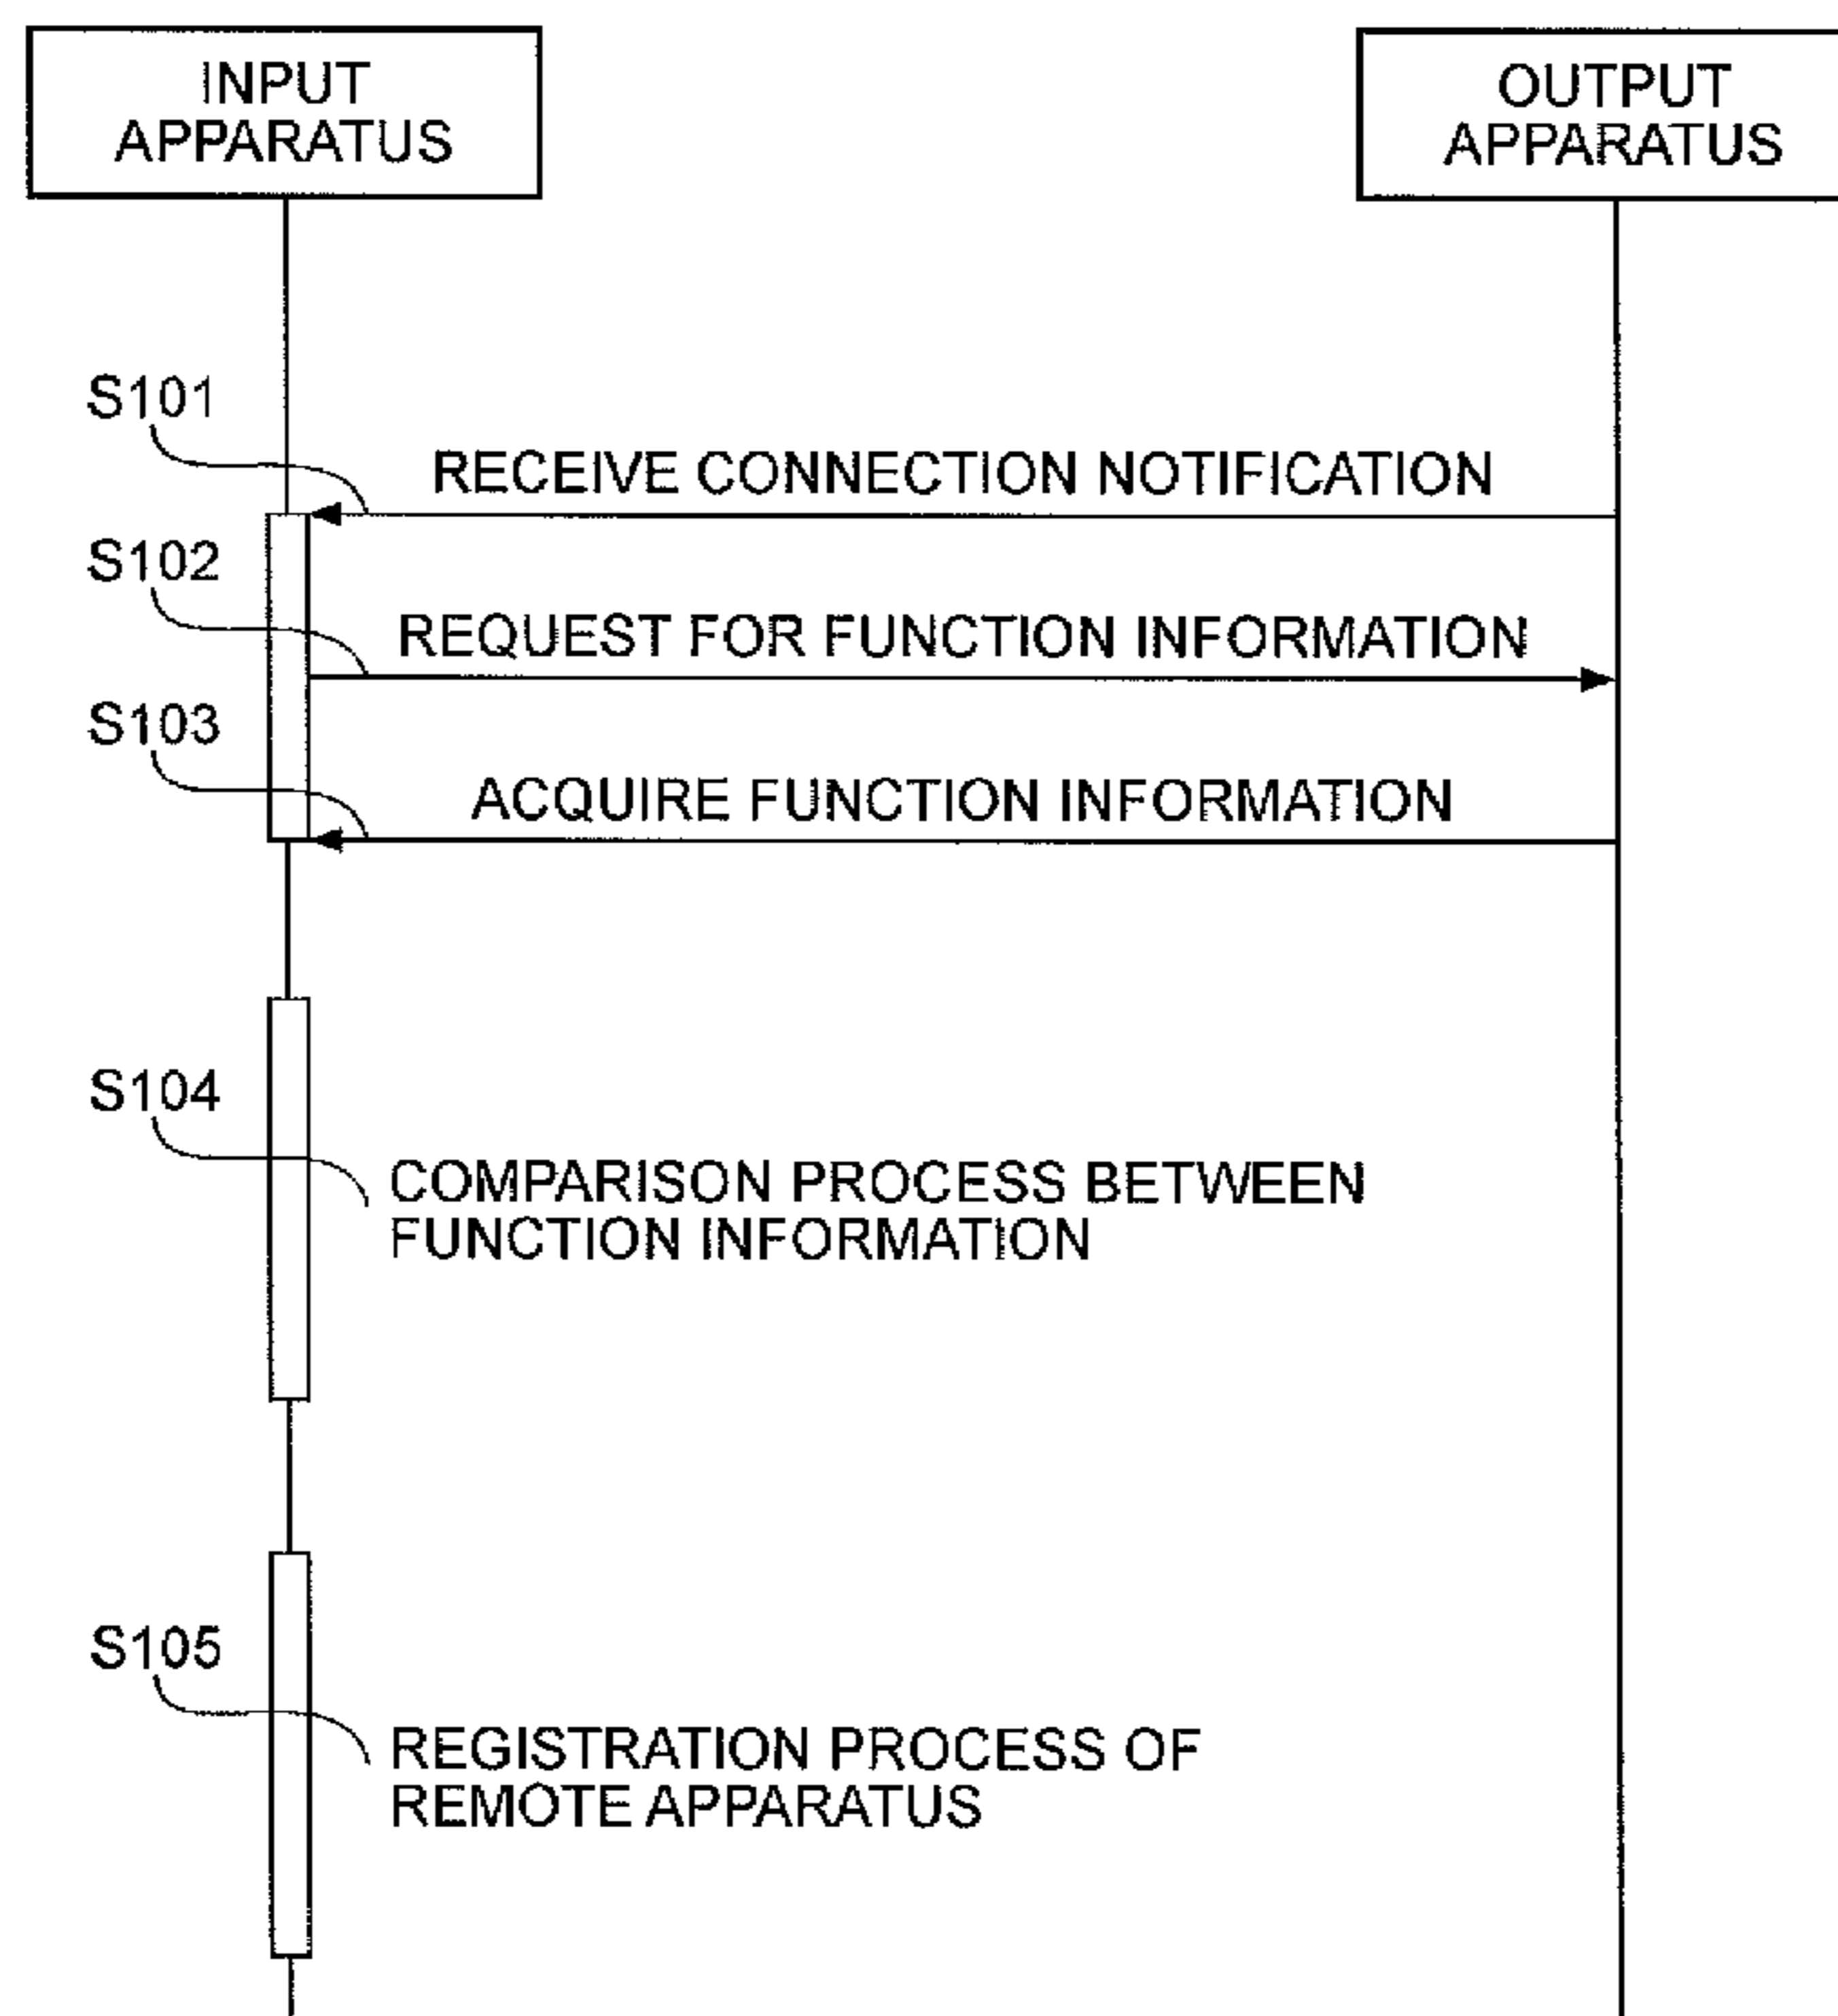 INPUT
APPARATUS
OUTPUT
APPARATUS
S101
RECEIVE CONNECTION NOTIFICATION
S102
REQUEST FOR FUNCTION INFORMATION
S103
ACQUIRE FUNCTION INFORMATION
S104
COMPARISON PROCESS BETWEEN
FUNCTION INFORMATION
S105
REGISTRATION PROCESS OF
REMOTE APPARATUS